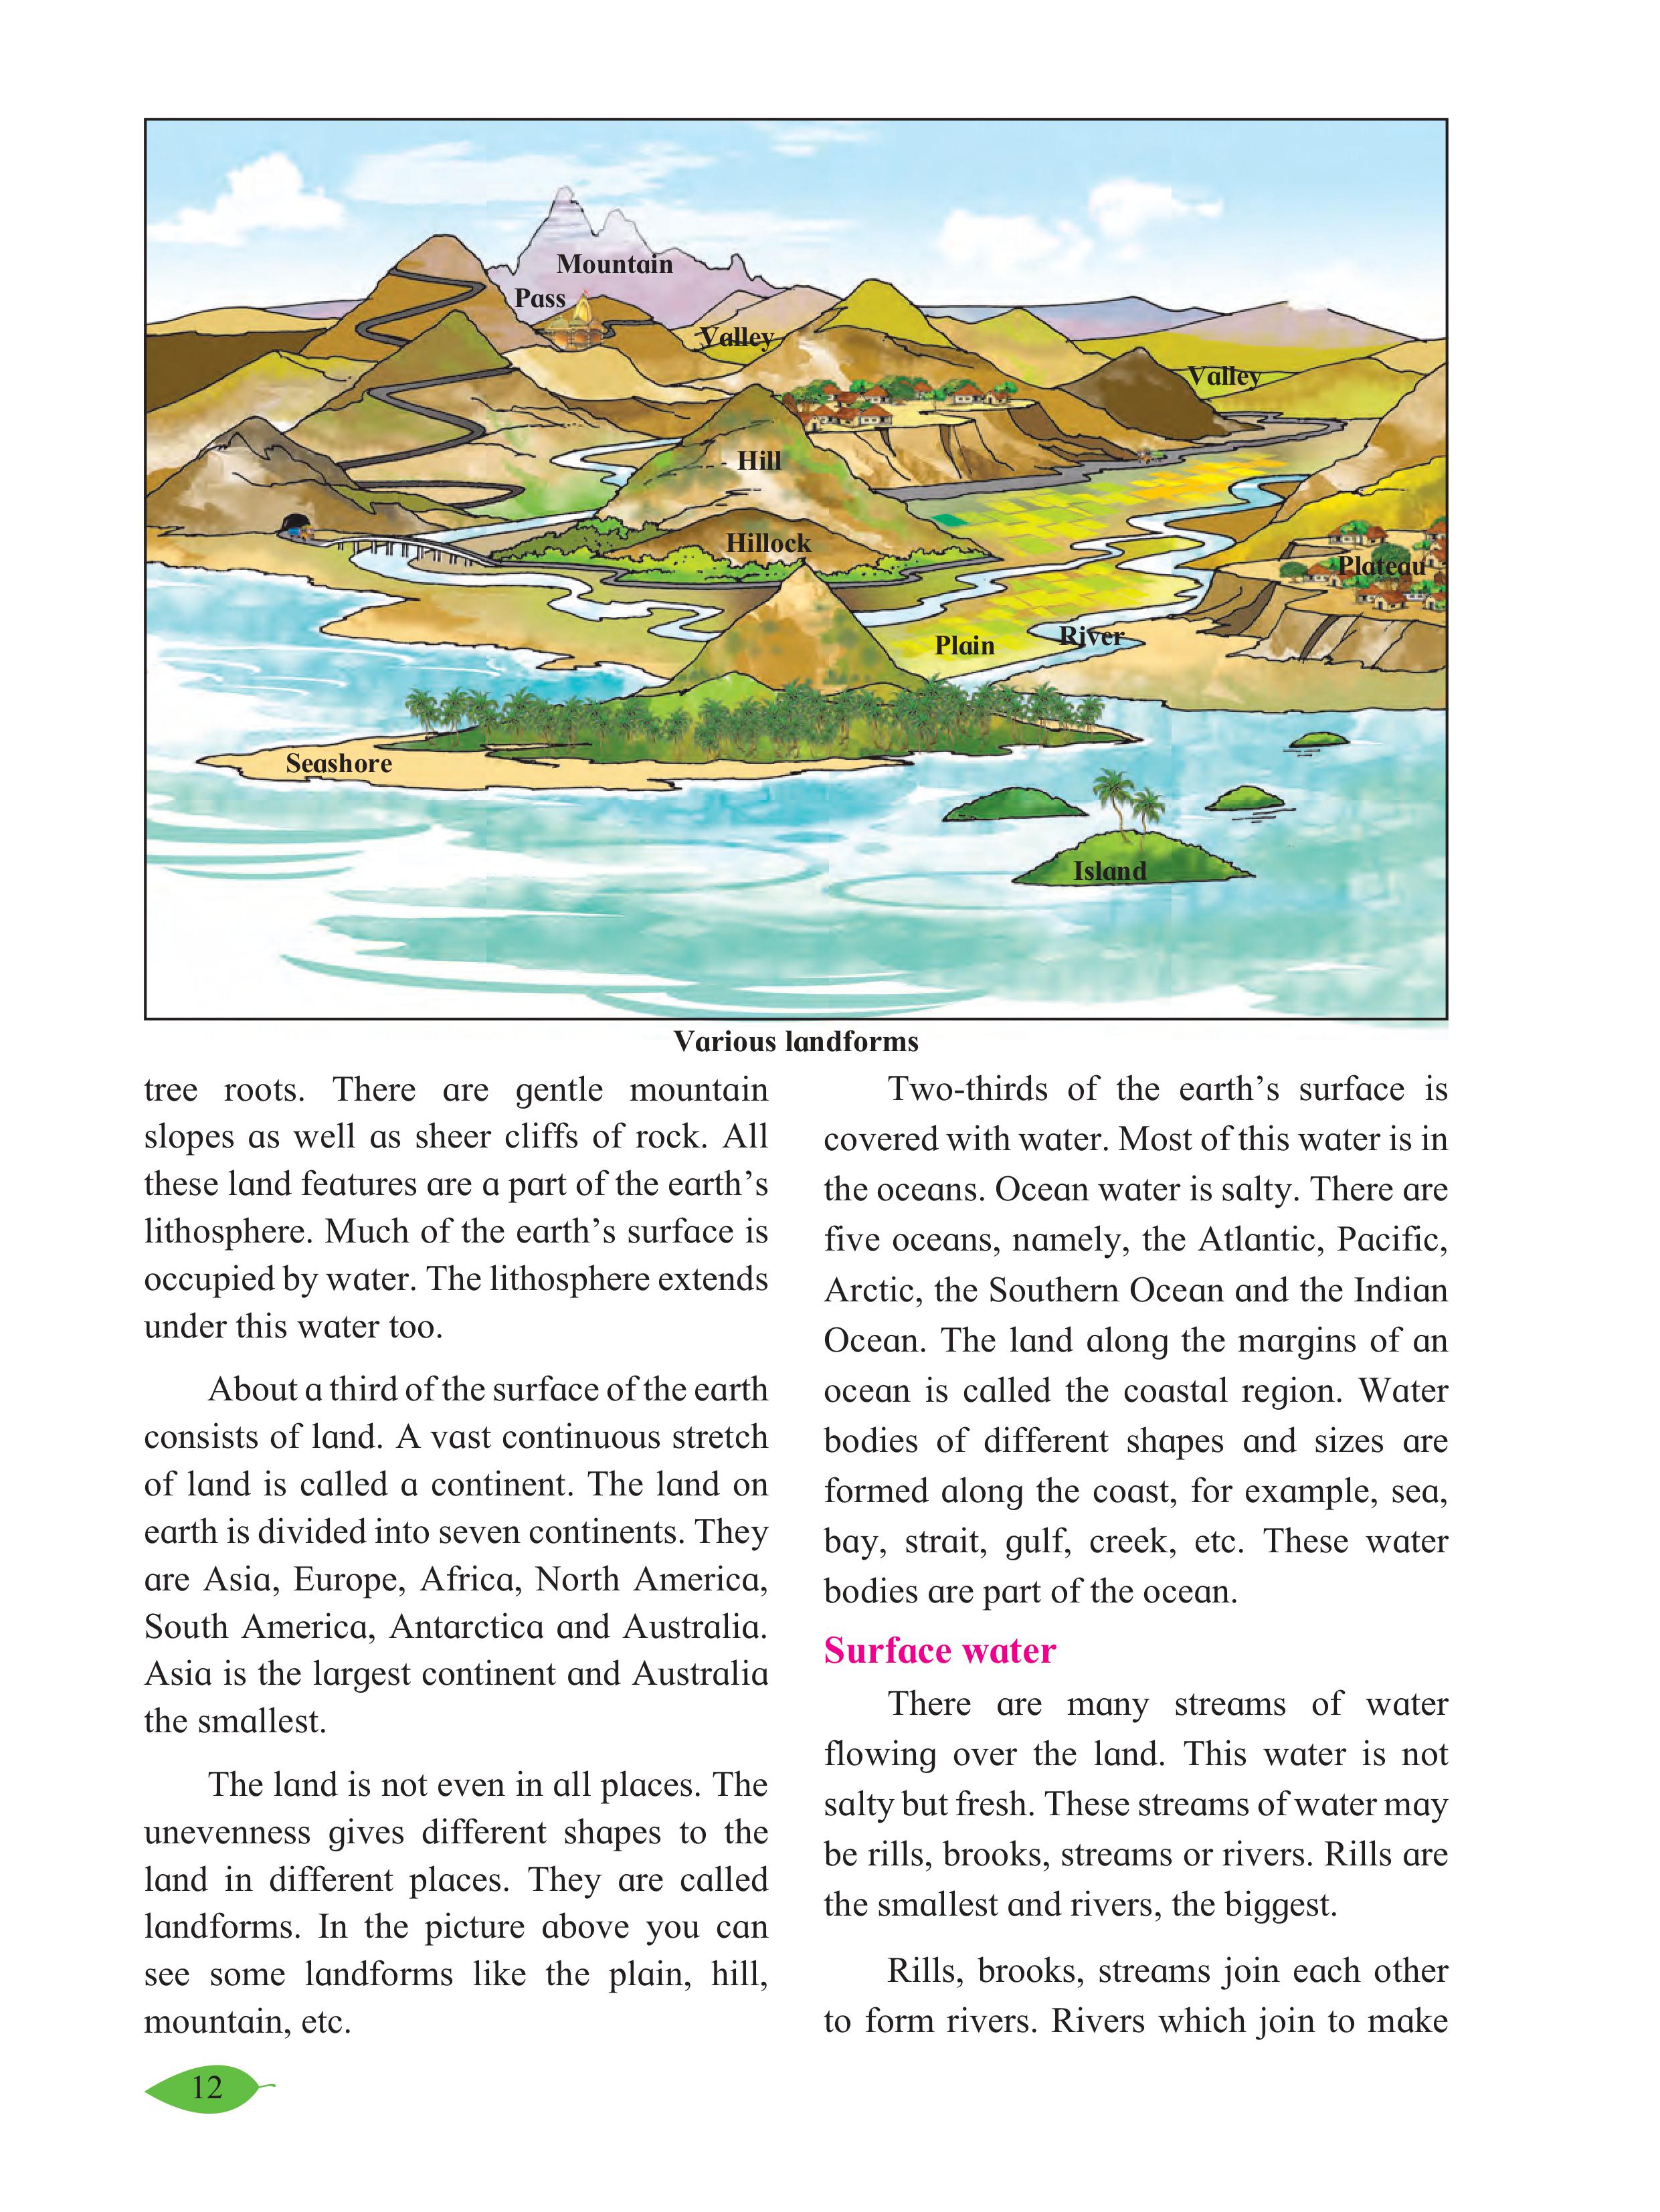 Mountain
Pass
Valley
Valley
Hill
Hillock
Plateau
Plain
River
Seashore
Island
Various landforms
tree roots. There are gentle mountain
slopes as well as sheer cliffs of rock. All
these land features are a part of the earth’s
lithosphere. Much of the earth’s surface is
occupied by water. The lithosphere extends
under this water too.
About a third of the surface of the earth
consists of land. A vast continuous stretch
of land is called a continent. The land on
earth is divided into seven continents. They
are Asia, Europe, Africa, North America,
South America, Antarctica and Australia.
Asia is the largest continent and Australia
the smallest.
The land is not even in all places. The
unevenness gives different shapes to the
land in different places. They are called
landforms. In the picture above you can
see some landforms like the plain, hill,
mountain, etc.
Two-thirds of the earth’s surface is
covered with water. Most of this water is in
the oceans. Ocean water is salty. There are
five oceans, namely, the Atlantic, Pacific,
Arctic, the Southern Ocean and the Indian
Ocean. The land along the margins of an
ocean is called the coastal region. Water
bodies of different shapes and sizes are
formed along the coast, for example, sea,
bay, strait, gulf, creek, etc. These water
bodies are part of the ocean.
Surface water
There are many streams of water
flowing over the land. This water is not
salty but fresh. These streams of water may
be rills, brooks, streams or rivers. Rills are
the smallest and rivers, the biggest.
Rills, brooks, streams join each other
to form rivers. Rivers which join to make
12